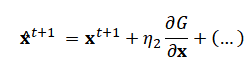 x̂^{t+1} = x^{t+1} + η₂ ∂G/∂x + (…)